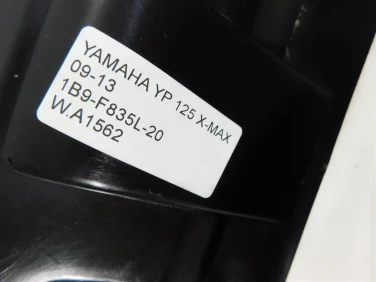 YAMAHA YP 125 X-MAX
09-13
1B9-F835L-20
W.A1562